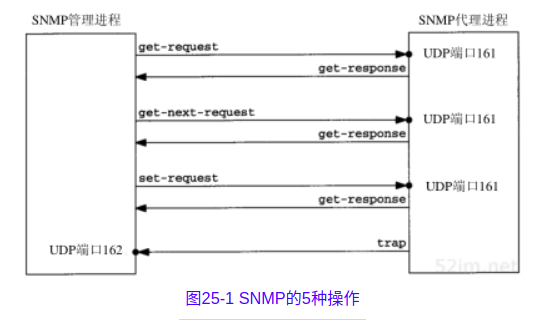 SNMP管理进程
SNMP代理进程
get-request
UDP端口161
get-response
get-next-request
UDP端口161
get-response
set-request
UDP端口161
get-response
trap
UDP端口162
52im.net
图25-1 SNMP的5种操作